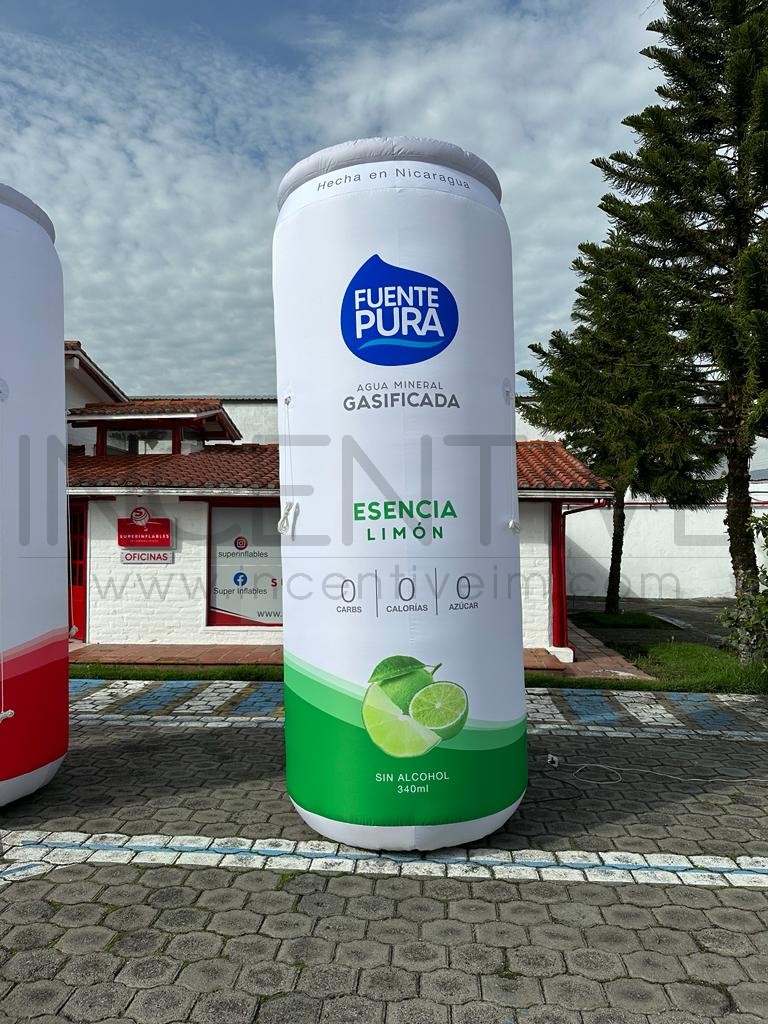 Hecha en Nicaragua
FUENTE
PURA
AGUA MINERAL
GASIFICADA
INCENTIVE
ESENCIA
LIMÓN
www.incentiveim.com
0 0 0
CARBS CALORÍAS AZÚCAR
SIN ALCOHOL
340ml
SUPERINFLABLES
OFICINAS
superinflables
Super Inflables
www.